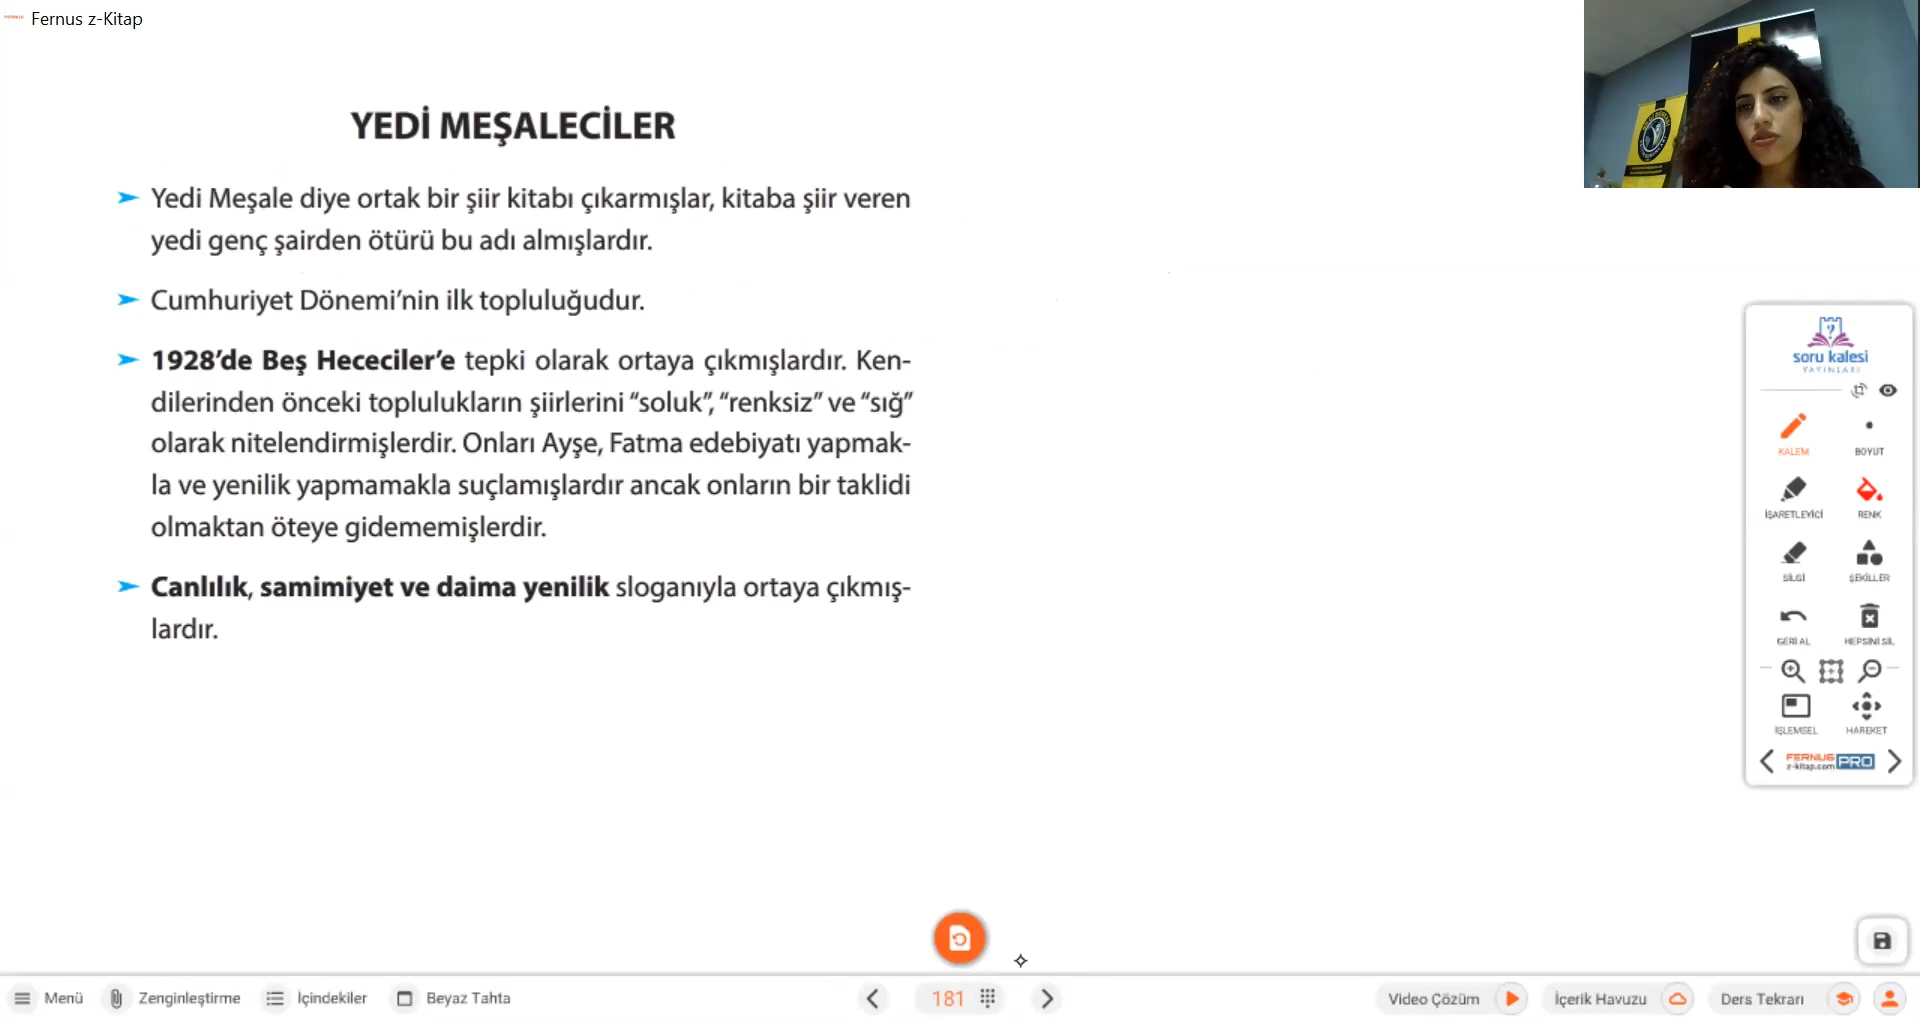 Fernus z-Kitap
YEDİ MEŞALECİLER
Yedi Meşale diye ortak bir şiir kitabı çıkarmışlar, kitaba şiir veren
yedi genç şairden ötürü bu adı almışlardır.
Cumhuriyet Dönemi’nin ilk topluluğudur.
1928’de Beş Hececiler’e tepki olarak ortaya çıkmışlardır. Ken-
dilerinden önceki toplulukların şiirlerini “soluk”, “renksiz” ve “sığ”
olarak nitelendirmişlerdir. Onları Ayşe, Fatma edebiyatı yapmak-
la ve yenilik yapmamakla suçlamışlardır ancak onların bir taklidi
olmaktan öteye gidememişlerdir.
Canlılık, samimiyet ve daima yenilik sloganıyla ortaya çıkmış-
lardır.
soru kalesi
YAYINLARI
KALEM BOYUT
İŞARETLEYİCİ RENK
SİLGİ ŞEKİLLER
GERİ AL HEPSİNİ SİL
İŞLEMSEL HAREKET
FERNUS
z-kitap.com PRO
Menü Zenginleştirme İçindekiler Beyaz Tahta 181 Video Çözüm İçerik Havuzu Ders Tekrarı